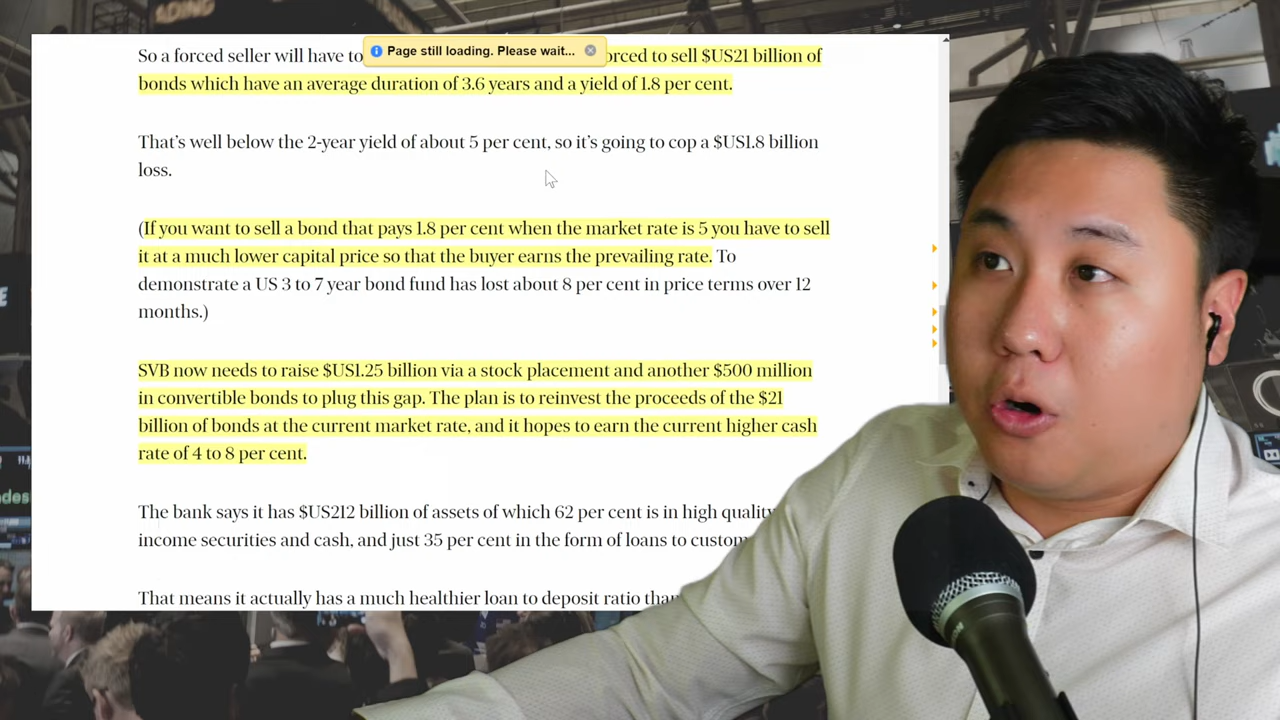 ADING
So a forced seller will have to
Page still loading. Please wait...
orced to sell $US21 billion of
bonds which have an average duration of 3.6 years and a yield of 1.8 per cent.
That's well below the 2-year yield of about 5 per cent, so it's going to cop a $US1.8 billion
loss.
(If you want to sell a bond that pays 1.8 per cent when the market rate is 5 you have to sell
it at a much lower capital price so that the buyer earns the prevailing rate. To
demonstrate a US 3 to 7 year bond fund has lost about 8 per cent in price terms over 12
months.)
SVB now needs to raise $US1.25 billion via a stock placement and another $500 million
in convertible bonds to plug this gap. The plan is to reinvest the proceeds of the $21
billion of bonds at the current market rate, and it hopes to earn the current higher cash
rate of 4 to 8 per cent.
The bank says it has $US212 billion of assets of which 62 per cent is in high quality
income securities and cash, and just 35 per cent in the form of loans to custom
That means it actually has a much healthier loan to deposit ratio than
des